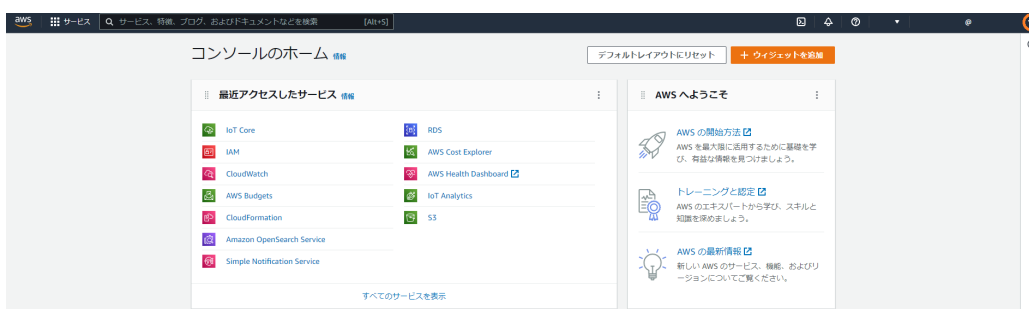 aws サービス サービス、特徴、ブログ、およびドキュメントなどを検索 [Alt+S] @
コンソールのホーム 情報 デフォルトレイアウトにリセット + ウィジェットを追加
最近アクセスしたサービス 情報
IoT Core
IAM
CloudWatch
AWS Budgets
CloudFormation
Amazon OpenSearch Service
Simple Notification Service
RDS
AWS Cost Explorer
AWS Health Dashboard
IoT Analytics
S3
すべてのサービスを表示
AWS へようこそ
AWS の開始方法
AWS を最大限に活用するために基礎を学
び、有益な情報を見つけましょう。
トレーニングと認定
AWS のエキスパートから学び、スキルと
知識を深めましょう。
AWS の最新情報
新しい AWS のサービス、機能、およびリ
ージョンについてご覧ください。